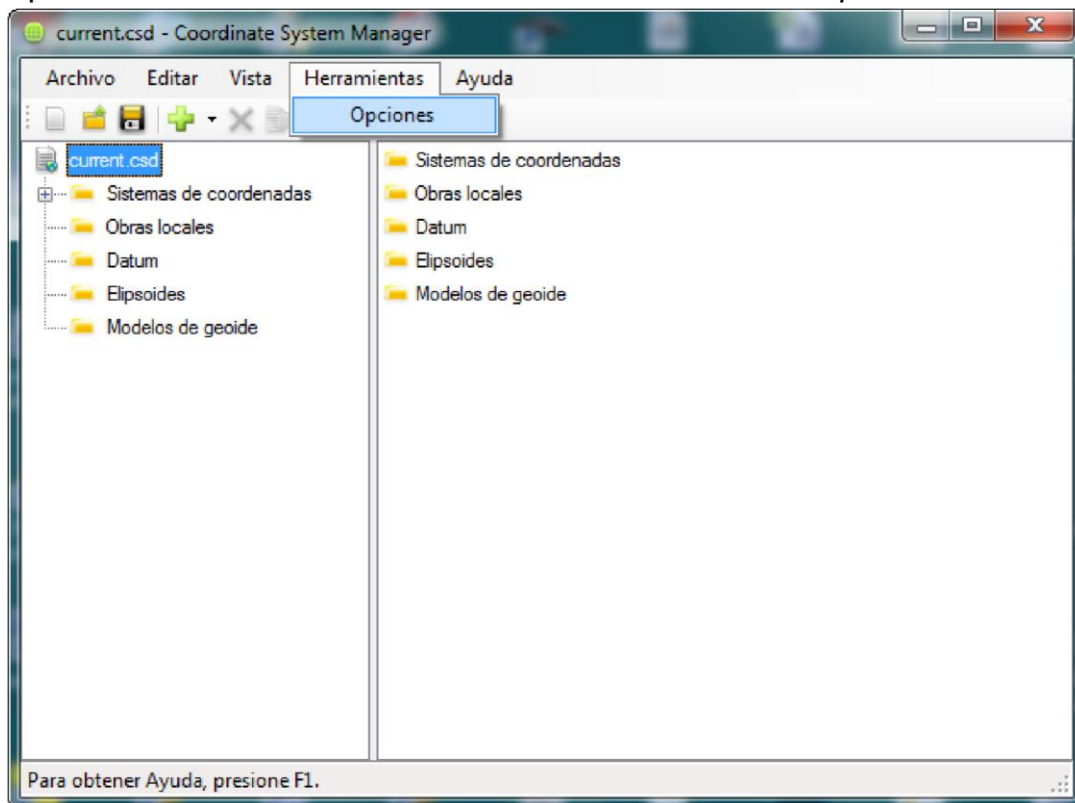 current.csd - Coordinate System Manager
Archivo Editar Vista Herramientas Ayuda
Opciones
current.csd
Sistemas de coordenadas
Obras locales
Datum
Elipsoides
Modelos de geoide
Sistemas de coordenadas
Obras locales
Datum
Elipsoides
Modelos de geoide
Para obtener Ayuda, presione F1.